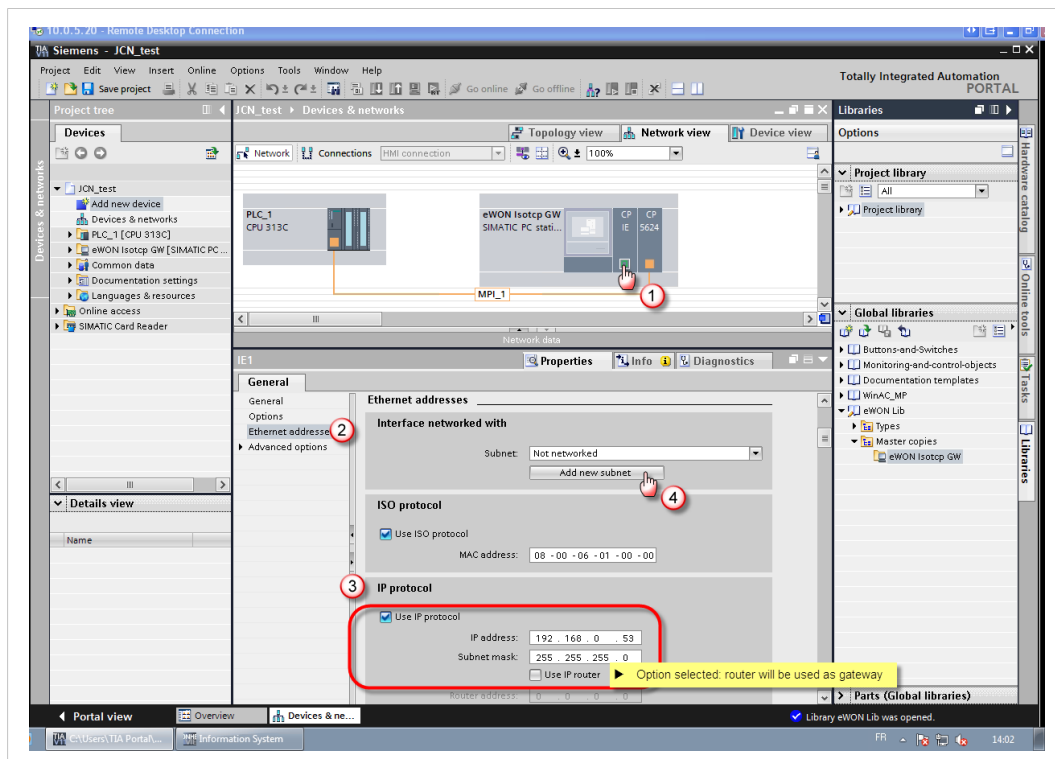 10.0.5.20 - Remote Desktop Connection
Siemens - JCN_test
Project Edit View Insert Online Options Tools Window Help
Totally Integrated Automation
PORTAL
Save project
Go online
Go offline
Project tree
JCN_test ▸ Devices & networks
Libraries
Devices
Topology view
Network view
Device view
Options
Network
Connections
HMI connection
100%
Project library
All
Project library
JCN_test
Add new device
Devices & networks
PLC_1 [CPU 313C]
eWON Isotcp GW [SIMATIC PC ...
Common data
Documentation settings
Languages & resources
Online access
SIMATIC Card Reader
PLC_1
CPU 313C
eWON Isotcp GW
SIMATIC PC stati...
CP IE
CP 5624
MPI_1
1
Devices & networks
Hardware catalog
Online tools
Tasks
Libraries
Network data
Global libraries
Buttons-and-Switches
Monitoring-and-control-objects
Documentation templates
WinAC_MP
eWON Lib
Types
Master copies
eWON Isotcp GW
IE1
Properties
Info
Diagnostics
General
General
Options
Ethernet addresse
2
Advanced options
Ethernet addresses
Interface networked with
Subnet: Not networked
Add new subnet
4
ISO protocol
Use ISO protocol
MAC address: 08 -00 -06 -01 -00 -00
3
IP protocol
Use IP protocol
IP address: 192 . 168 . 0 . 53
Subnet mask: 255 . 255 . 255 . 0
Use IP router
► Option selected: router will be used as gateway
Router address: 0 . 0 . 0 . 0
Details view
Name
Parts (Global libraries)
Portal view
Overview
Devices & ne...
Library eWON Lib was opened.
C:\Users\TIA Portal\...
Information System
FR
14:02